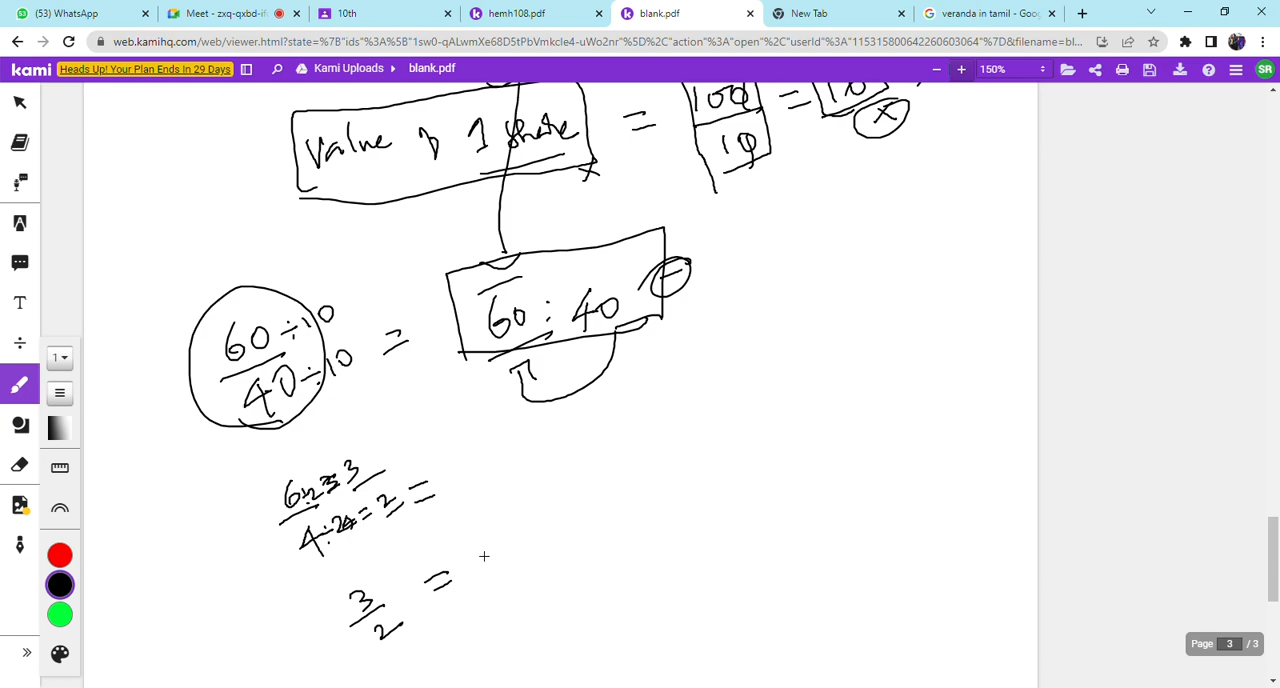 (53) WhatsApp
Meet - zxq-qxbd-if
10th
hemh108.pdf
blank.pdf
New Tab
veranda in tamil - Goo
web.kamihq.com/web/viewer.html?state=%7B"ids"%3A%5B"1sw0-qALwmXe68D5tPbVmkcle4-uWo2nr"%5D%2C"action"%3A"open"%2C"userId"%3A"115315800642260603064"%7D&filename=bl...
kami
Heads Up! Your Plan Ends In 29 Days
Kami Uploads
blank.pdf
150%
SR
1
value of 1 share = 100/10 = 10
60÷10/40÷10 = 60:40
6÷2=3
4÷2=2 =
3/2 =
Page 3 / 3